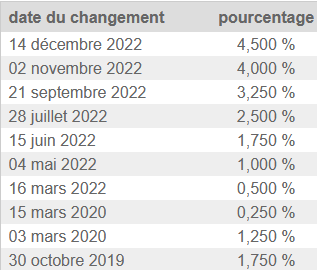 date du changement pourcentage
14 décembre 2022 4,500 %
02 novembre 2022 4,000 %
21 septembre 2022 3,250 %
28 juillet 2022 2,500 %
15 juin 2022 1,750 %
04 mai 2022 1,000 %
16 mars 2022 0,500 %
15 mars 2020 0,250 %
03 mars 2020 1,250 %
30 octobre 2019 1,750 %